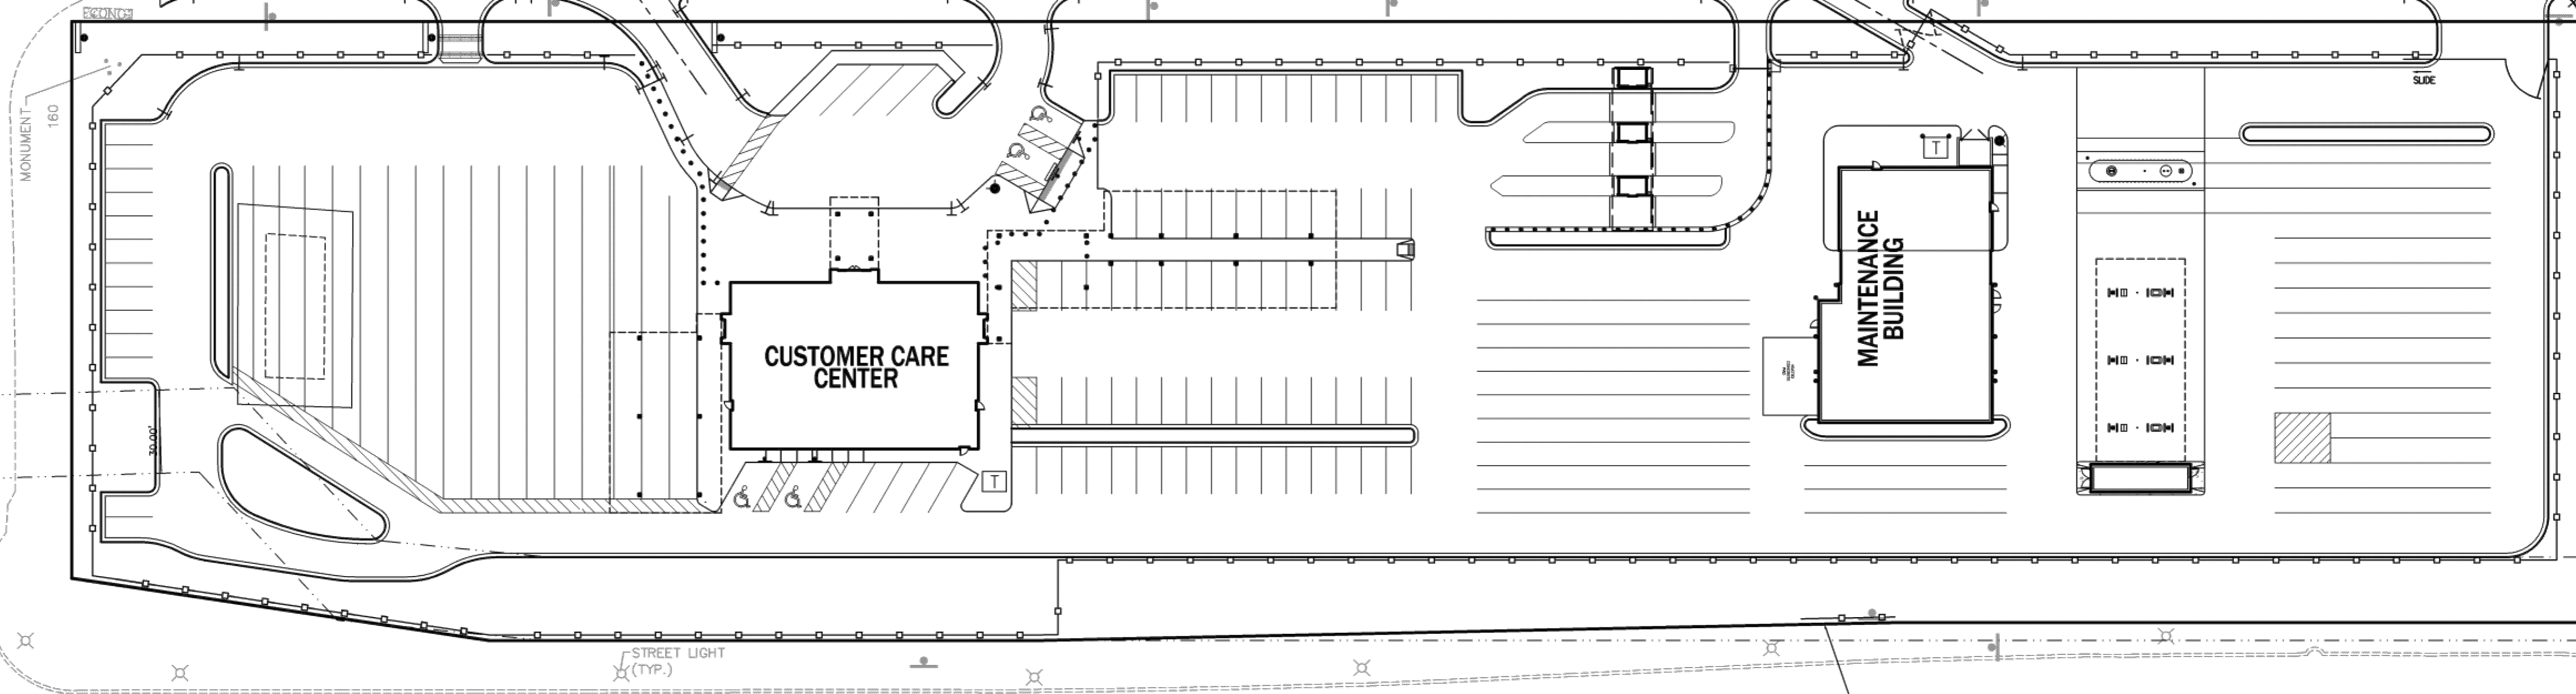 MONUMENT
160
SLIDE
T
MAINTENANCE
BUILDING
CUSTOMER CARE
CENTER
30.00'
T
STREET LIGHT
(TYP.)